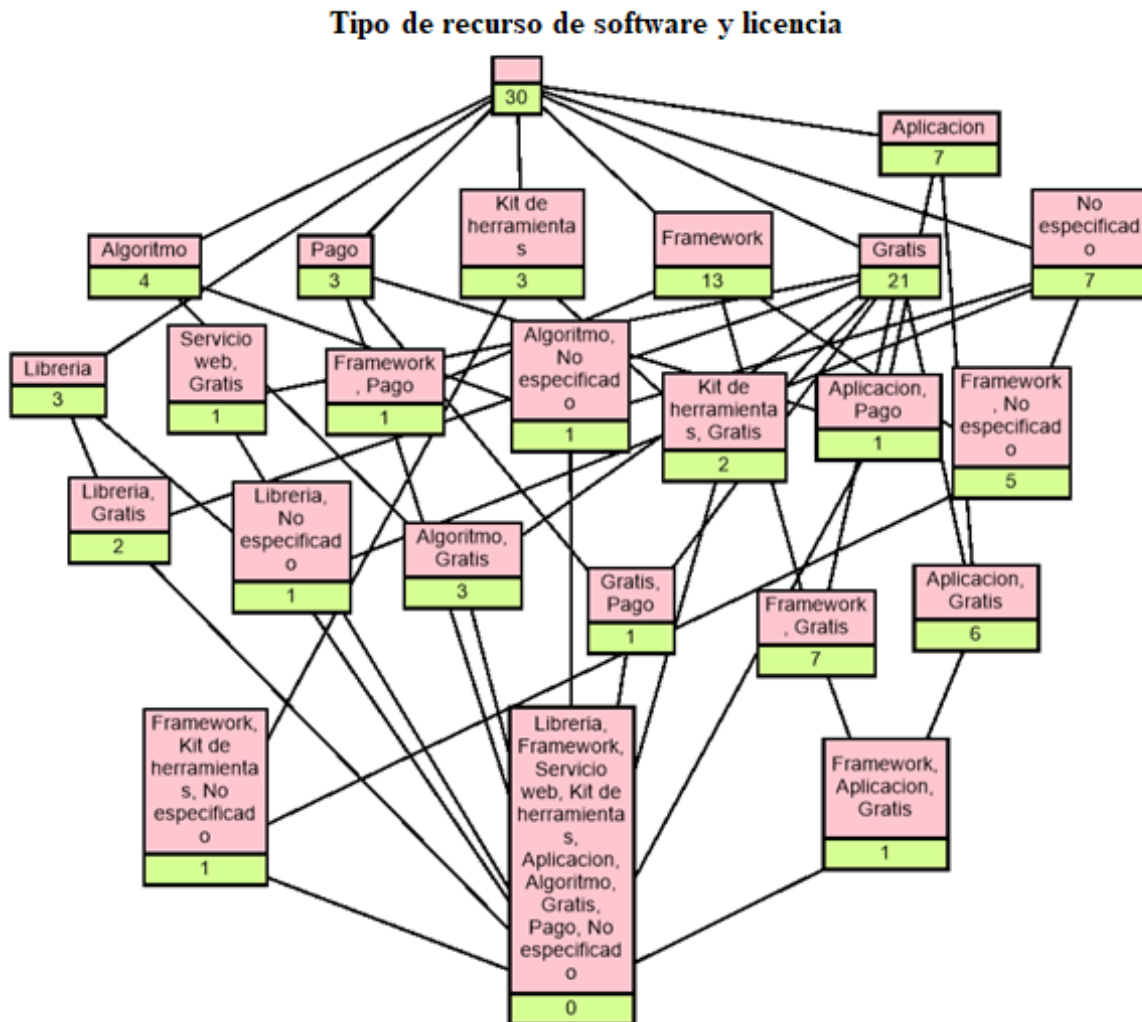 Tipo de recurso de software y licencia
30
Aplicacion
7
Algoritmo
4
Pago
3
Kit de
herramienta
s
3
Framework
13
Gratis
21
No
especificad
o
7
Libreria
3
Servicio
web,
Gratis
1
Framework
, Pago
1
Algoritmo,
No
especificad
o
1
Kit de
herramienta
s, Gratis
2
Aplicacion,
Pago
1
Framework
, No
especificad
o
5
Libreria,
Gratis
2
Libreria,
No
especificad
o
1
Algoritmo,
Gratis
3
Gratis,
Pago
1
Framework
, Gratis
7
Aplicacion,
Gratis
6
Framework,
Kit de
herramienta
s, No
especificad
o
1
Libreria,
Framework,
Servicio
web, Kit de
herramientas,
Aplicacion,
Algoritmo,
Gratis,
Pago, No
especificad
o
0
Framework,
Aplicacion,
Gratis
1